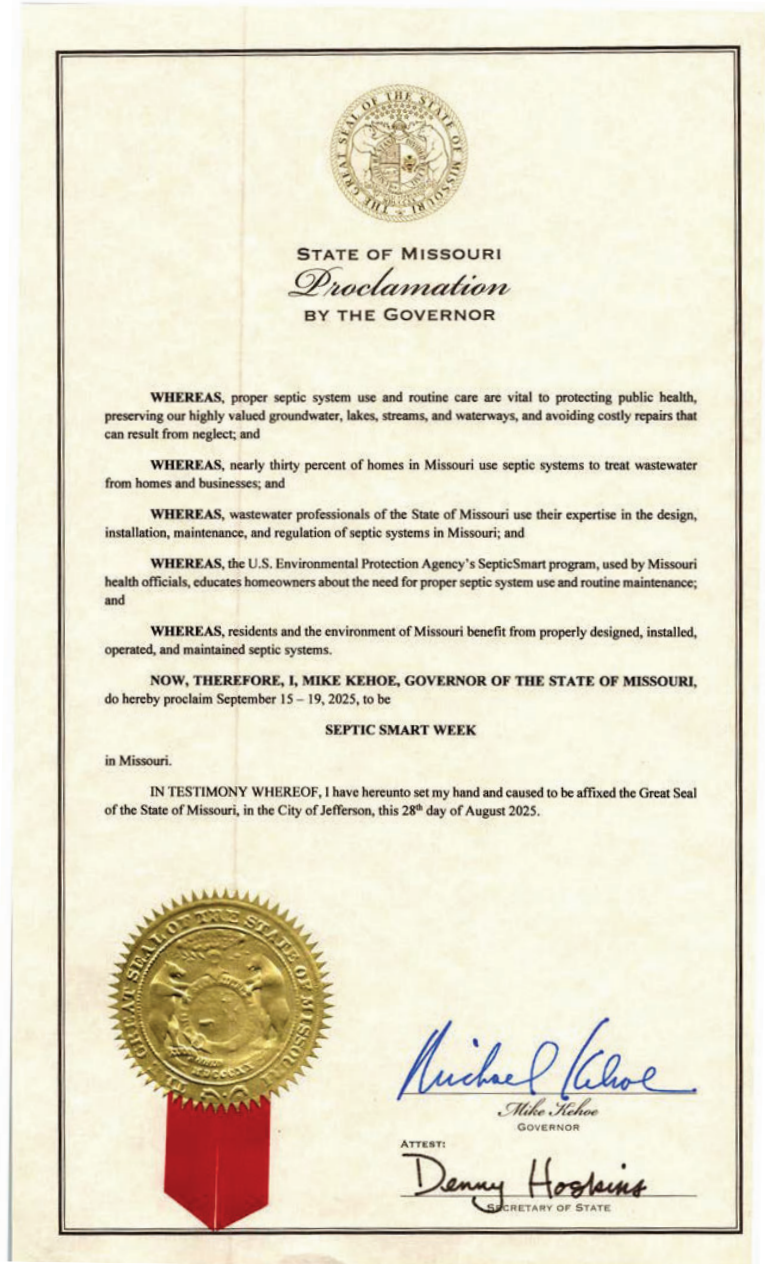 THE GREAT SEAL OF THE STATE OF MISSOURI
STATE OF MISSOURI
Proclamation
BY THE GOVERNOR
WHEREAS, proper septic system use and routine care are vital to protecting public health,
preserving our highly valued groundwater, lakes, streams, and waterways, and avoiding costly repairs that
can result from neglect; and
WHEREAS, nearly thirty percent of homes in Missouri use septic systems to treat wastewater
from homes and businesses; and
WHEREAS, wastewater professionals of the State of Missouri use their expertise in the design,
installation, maintenance, and regulation of septic systems in Missouri; and
WHEREAS, the U.S. Environmental Protection Agency's SepticSmart program, used by Missouri
health officials, educates homeowners about the need for proper septic system use and routine maintenance;
and
WHEREAS, residents and the environment of Missouri benefit from properly designed, installed,
operated, and maintained septic systems.
NOW, THEREFORE, I, MIKE KEHOE, GOVERNOR OF THE STATE OF MISSOURI,
do hereby proclaim September 15 – 19, 2025, to be
SEPTIC SMART WEEK
in Missouri.
IN TESTIMONY WHEREOF, I have hereunto set my hand and caused to be affixed the Great Seal
of the State of Missouri, in the City of Jefferson, this 28th day of August 2025.
THE GREAT SEAL OF THE STATE OF MISSOURI
MDCCCXX
Michael Kehoe
Mike Kehoe
GOVERNOR
ATTEST:
Denny Hoskins
SECRETARY OF STATE